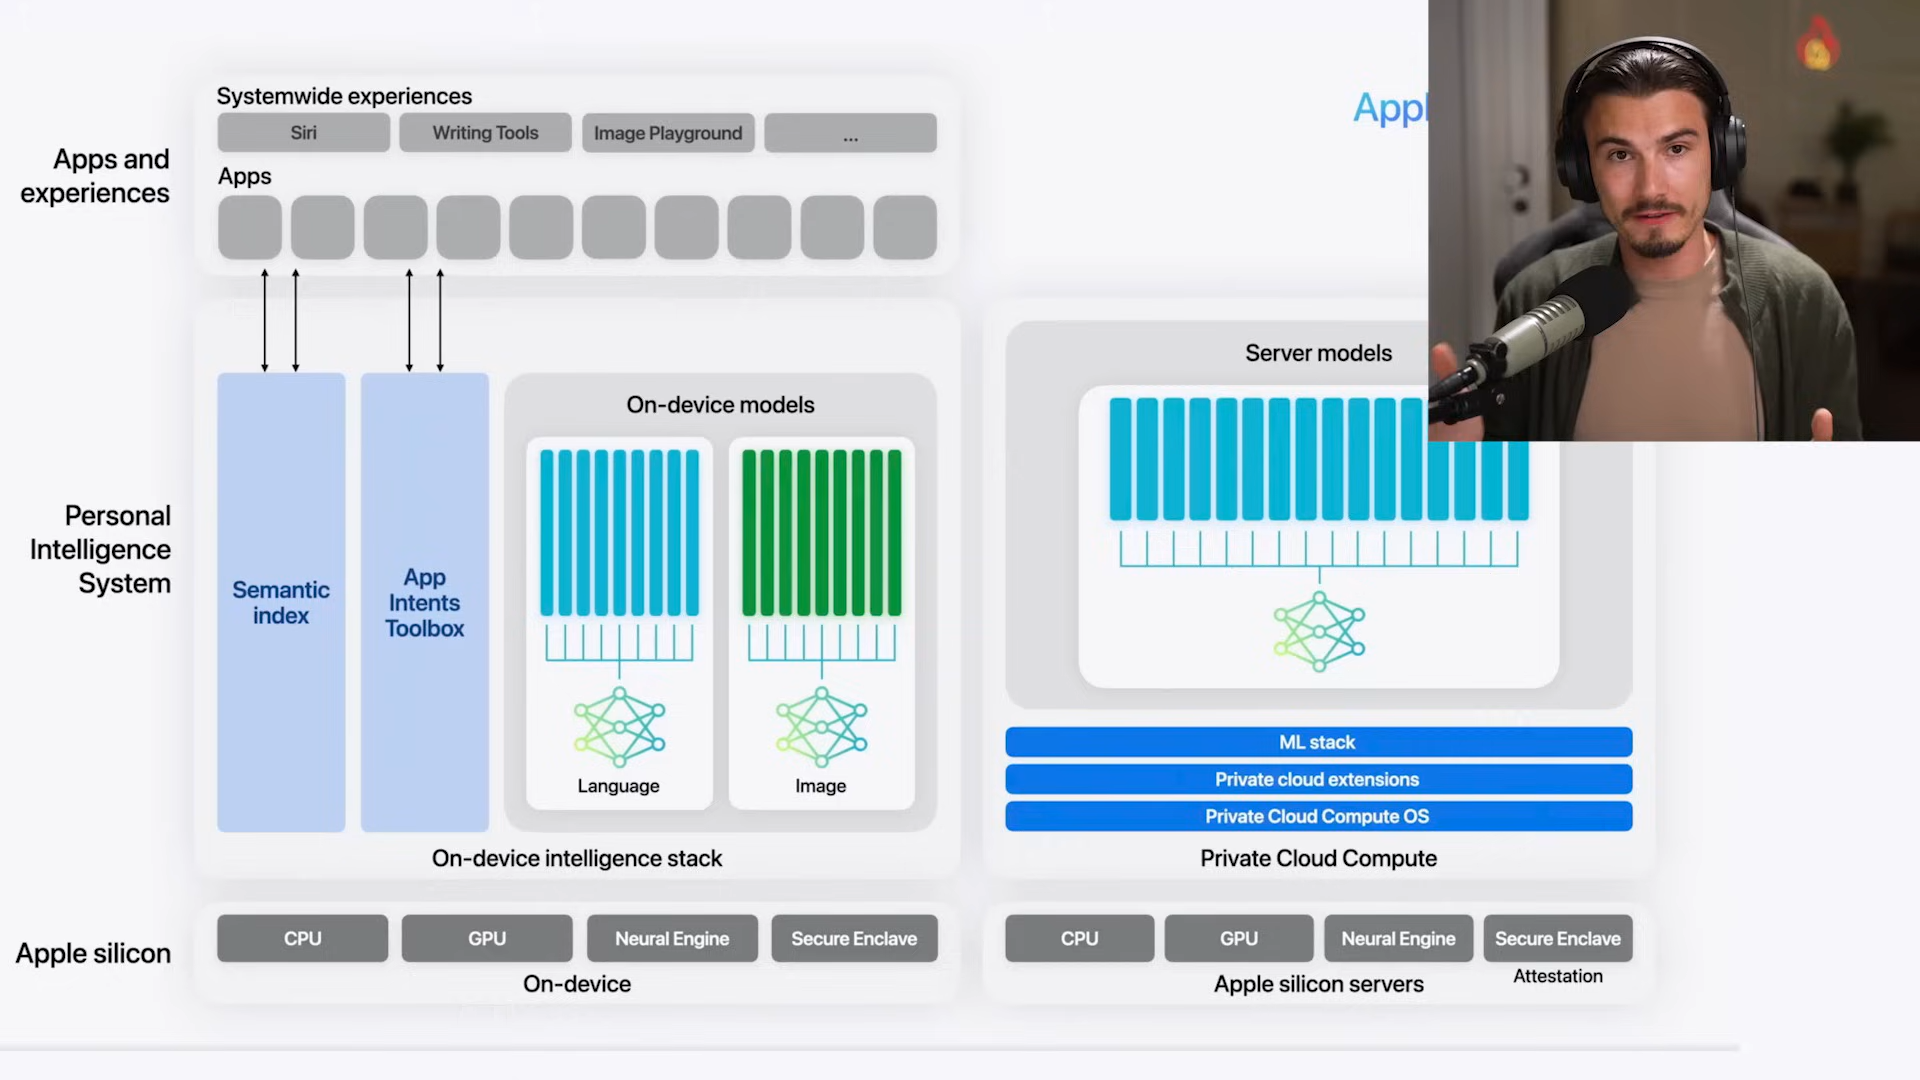 Systemwide experiences
Siri
Writing Tools
Image Playground
...
Apps
Apps and
experiences
Appl
Personal
Intelligence
System
Semantic
index
App
Intents
Toolbox
On-device models
Language
Image
On-device intelligence stack
Server models
ML stack
Private cloud extensions
Private Cloud Compute OS
Private Cloud Compute
Apple silicon
CPU
GPU
Neural Engine
Secure Enclave
On-device
CPU
GPU
Neural Engine
Secure Enclave
Attestation
Apple silicon servers